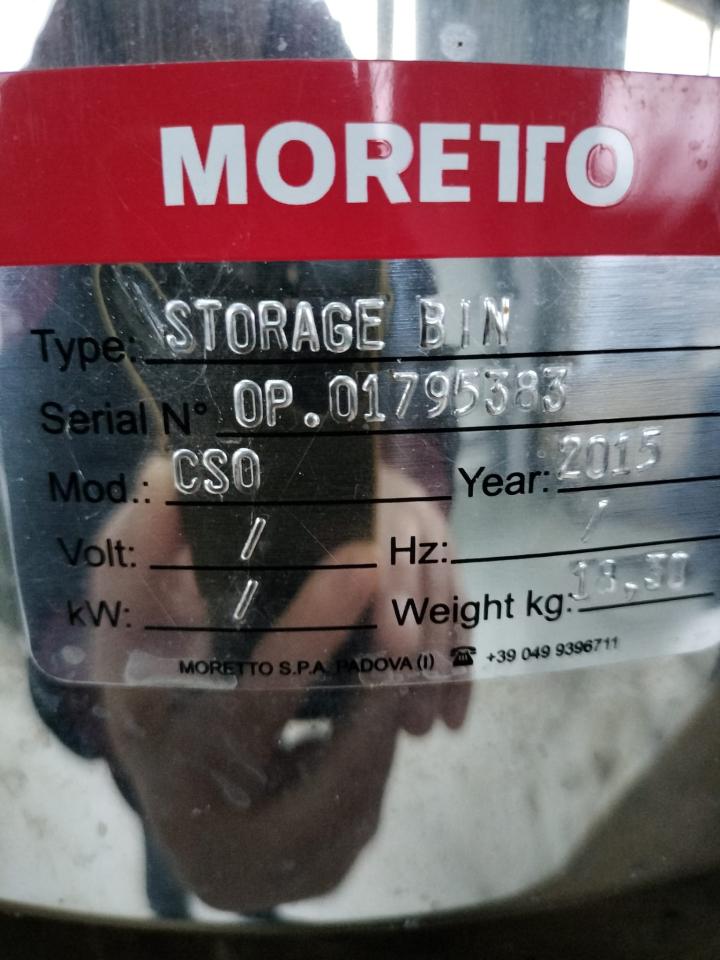 MORETTO
Type: STORAGE BIN
Serial N° OP.01795383
Mod.: CSO Year: 2015
Volt: / Hz: /
kW: / Weight kg: 18,30
MORETTO S.P.A. PADOVA (I) ☎ +39 049 9396711